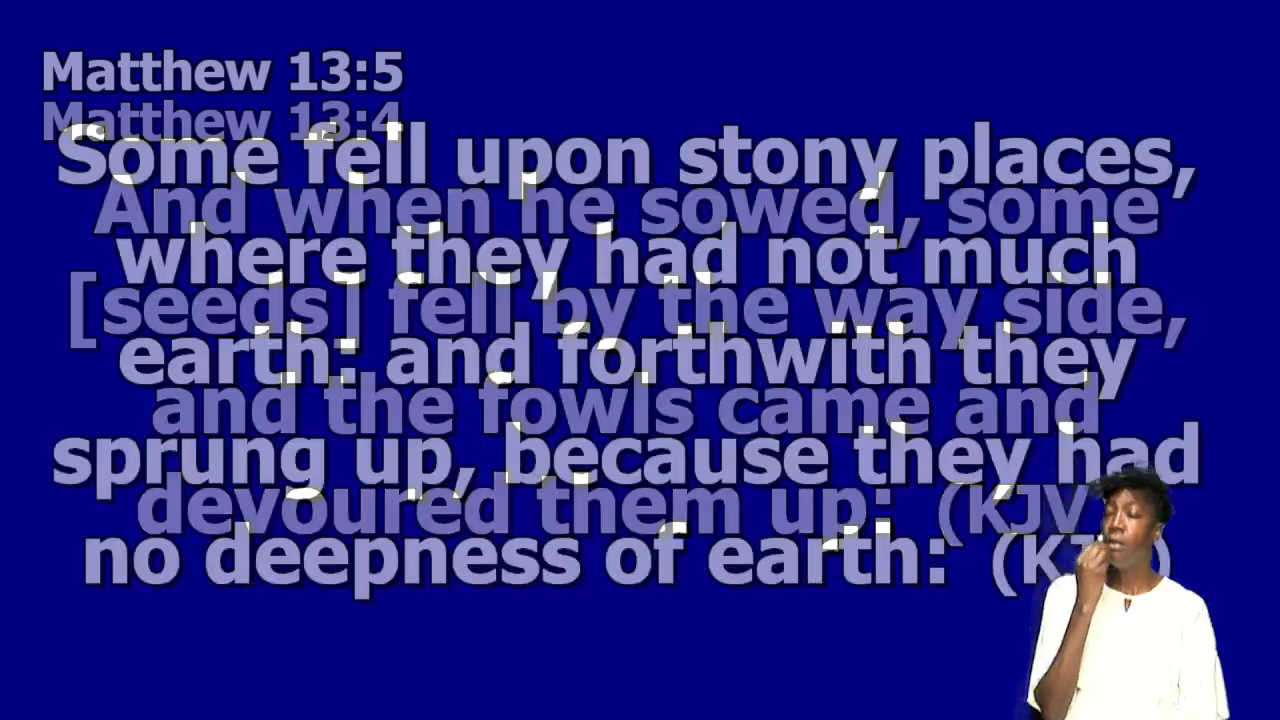 Matthew 13:5
Matthew 13:4
Some fell upon stony places,
And when he sowed, some
where they had not much
[seeds] fell by the way side,
earth: and forthwith they
and the fowls came and
sprung up, because they had
devoured them up: (KJV
no deepness of earth: (KJV)